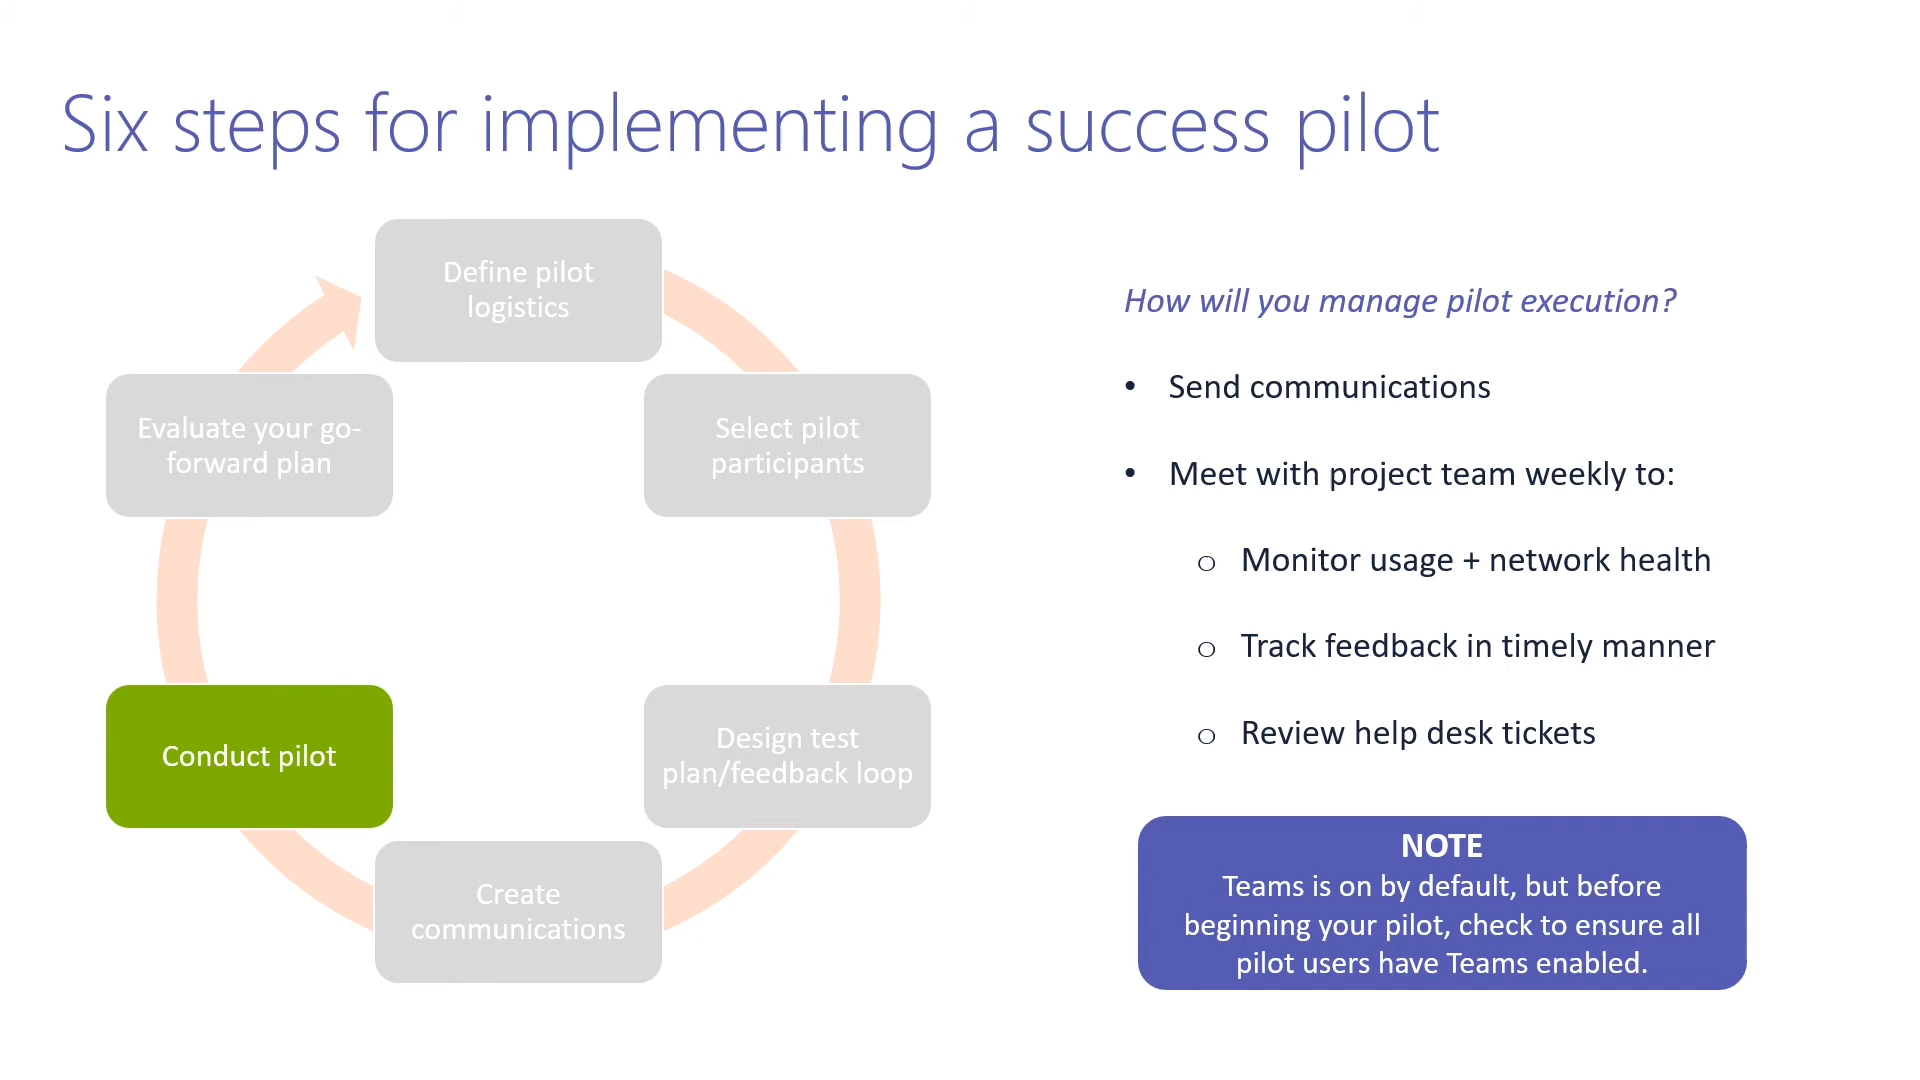 Six steps for implementing a success pilot
Define pilot
logistics
Select pilot
participants
Design test
plan/feedback loop
Create
communications
Conduct pilot
Evaluate your go-
forward plan
How will you manage pilot execution?
• Send communications
• Meet with project team weekly to:
o Monitor usage + network health
o Track feedback in timely manner
o Review help desk tickets
NOTE
Teams is on by default, but before
beginning your pilot, check to ensure all
pilot users have Teams enabled.